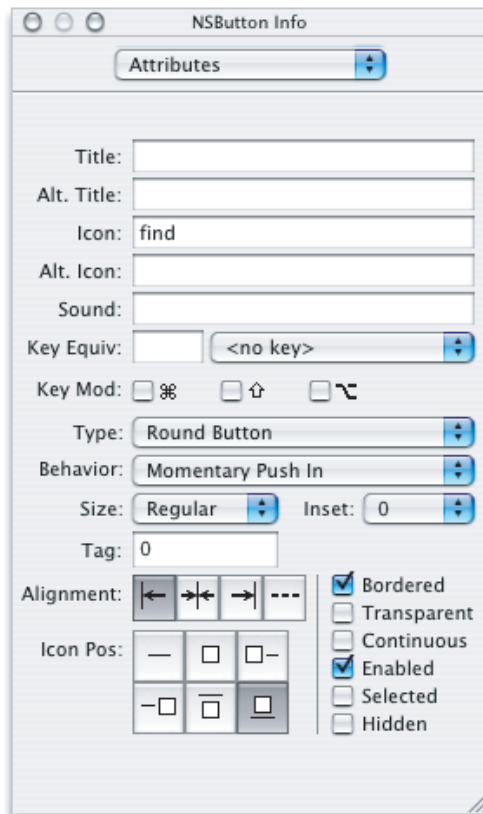 NSButton Info
Attributes
Title:
Alt. Title:
Icon: find
Alt. Icon:
Sound:
Key Equiv: <no key>
Key Mod: ⌘ ⇧ ⌥
Type: Round Button
Behavior: Momentary Push In
Size: Regular Inset: 0
Tag: 0
Alignment:
Bordered
Transparent
Continuous
Enabled
Selected
Hidden
Icon Pos: